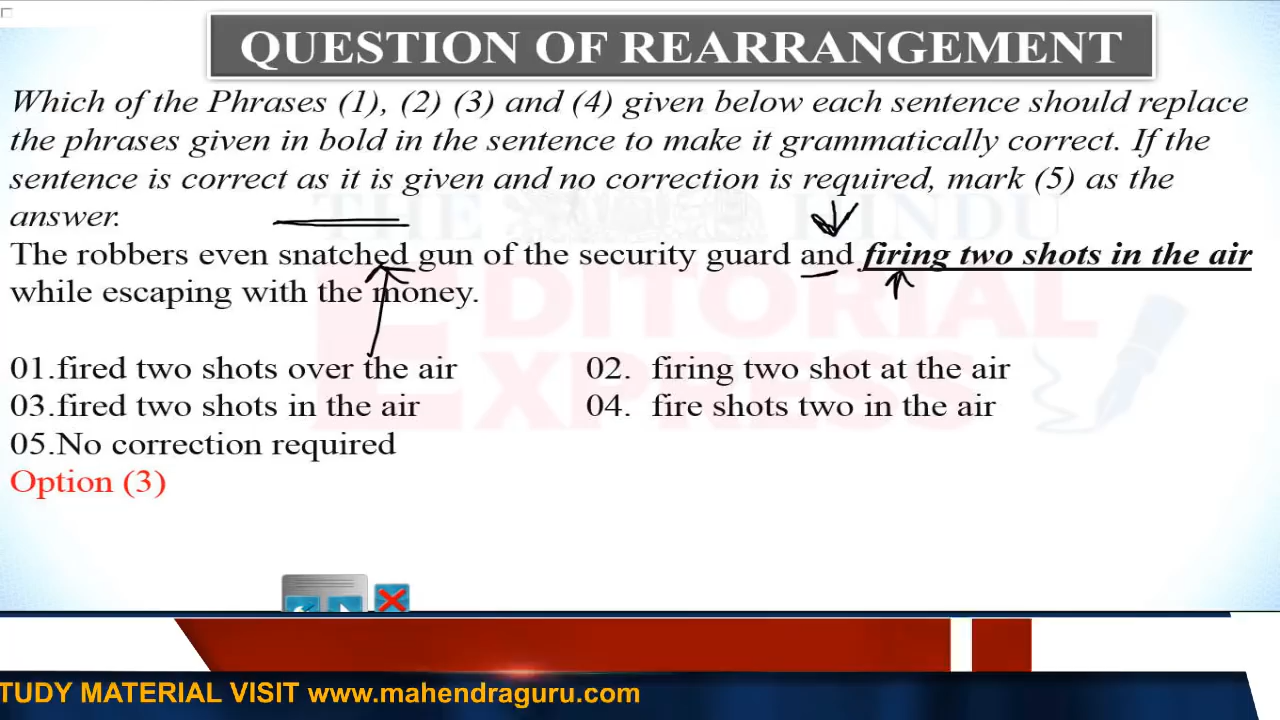 QUESTION OF REARRANGEMENT
Which of the Phrases (1), (2) (3) and (4) given below each sentence should replace
the phrases given in bold in the sentence to make it grammatically correct. If the
sentence is correct as it is given and no correction is required, mark (5) as the
answer.
THE HINDU
The robbers even snatched gun of the security guard and firing two shots in the air
while escaping with the money.
EDITORIAL
EXPRESS
01.fired two shots over the air 02. firing two shot at the air
03.fired two shots in the air 04. fire shots two in the air
05.No correction required
Option (3)
TUDY MATERIAL VISIT www.mahendraguru.com